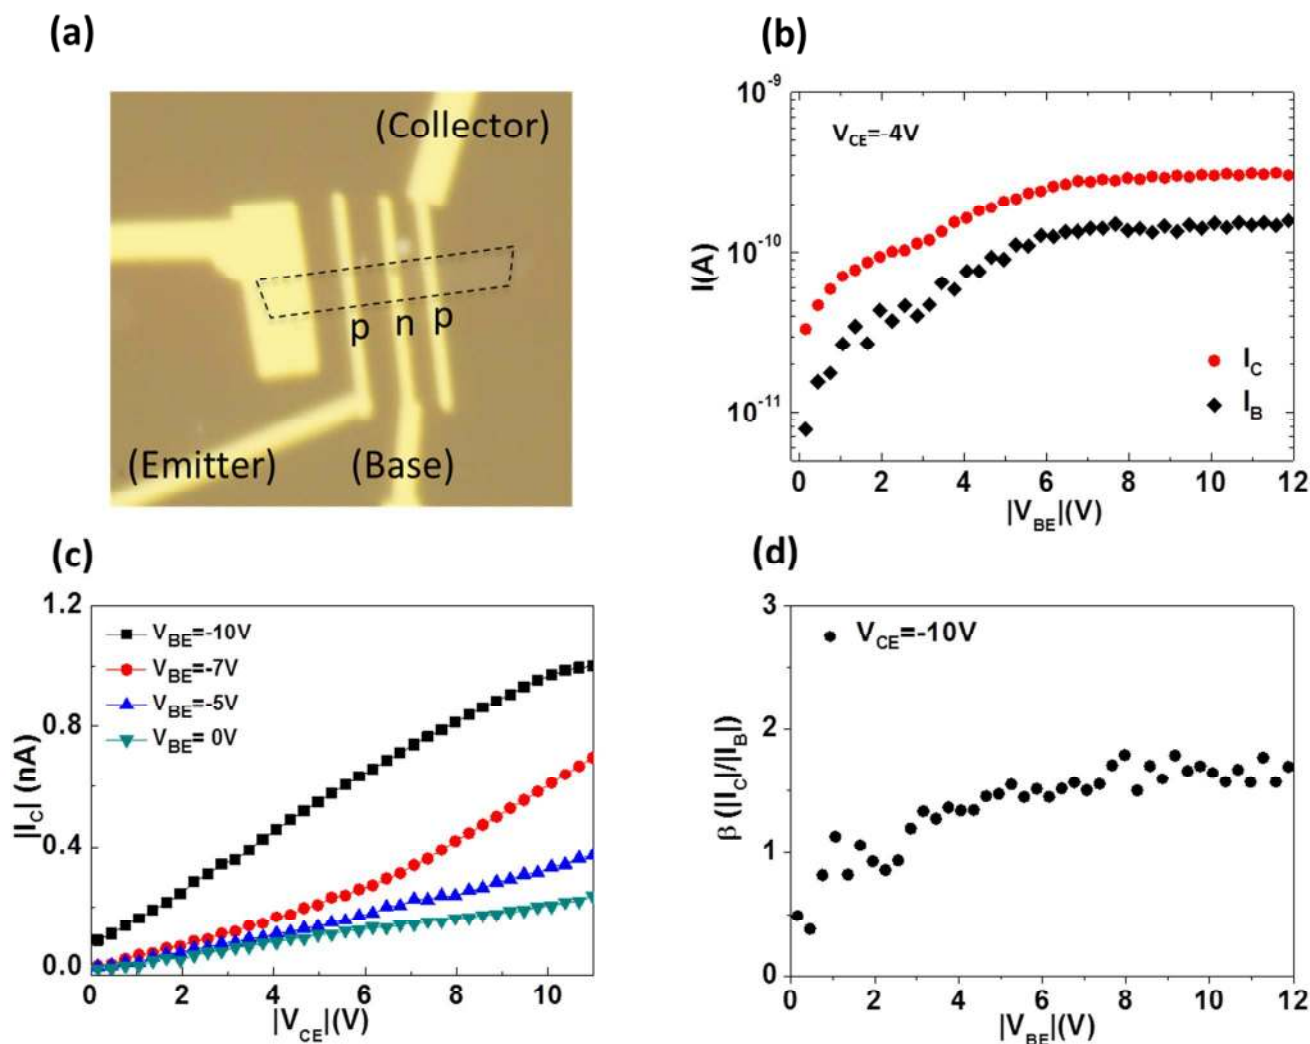 (a)
(Collector)
p n p
(Emitter) (Base)
(b)
10⁻⁹
10⁻¹⁰
10⁻¹¹
I(A)
V_CE=-4V
I_C
I_B
0 2 4 6 8 10 12
|V_BE|(V)
(c)
1.2
0.8
0.4
0.0
|I_C| (nA)
V_BE=-10V
V_BE=-7V
V_BE=-5V
V_BE= 0V
0 2 4 6 8 10
|V_CE|(V)
(d)
3
2
1
0
β (|I_C|/|I_B|)
V_CE=-10V
0 2 4 6 8 10 12
|V_BE|(V)